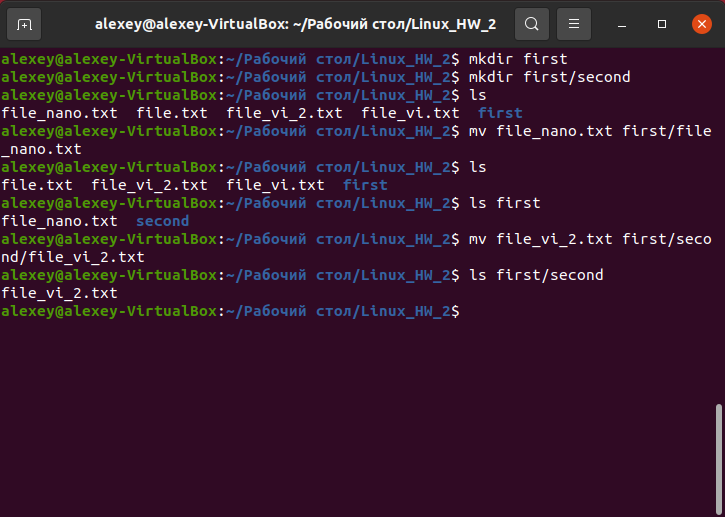 alexey@alexey-VirtualBox: ~/Рабочий стол/Linux_HW_2
alexey@alexey-VirtualBox:~/Рабочий стол/Linux_HW_2$ mkdir first
alexey@alexey-VirtualBox:~/Рабочий стол/Linux_HW_2$ mkdir first/second
alexey@alexey-VirtualBox:~/Рабочий стол/Linux_HW_2$ ls
file_nano.txt  file.txt  file_vi_2.txt  file_vi.txt  first
alexey@alexey-VirtualBox:~/Рабочий стол/Linux_HW_2$ mv file_nano.txt first/file
_nano.txt
alexey@alexey-VirtualBox:~/Рабочий стол/Linux_HW_2$ ls
file.txt  file_vi_2.txt  file_vi.txt  first
alexey@alexey-VirtualBox:~/Рабочий стол/Linux_HW_2$ ls first
file_nano.txt  second
alexey@alexey-VirtualBox:~/Рабочий стол/Linux_HW_2$ mv file_vi_2.txt first/seco
nd/file_vi_2.txt
alexey@alexey-VirtualBox:~/Рабочий стол/Linux_HW_2$ ls first/second
file_vi_2.txt
alexey@alexey-VirtualBox:~/Рабочий стол/Linux_HW_2$